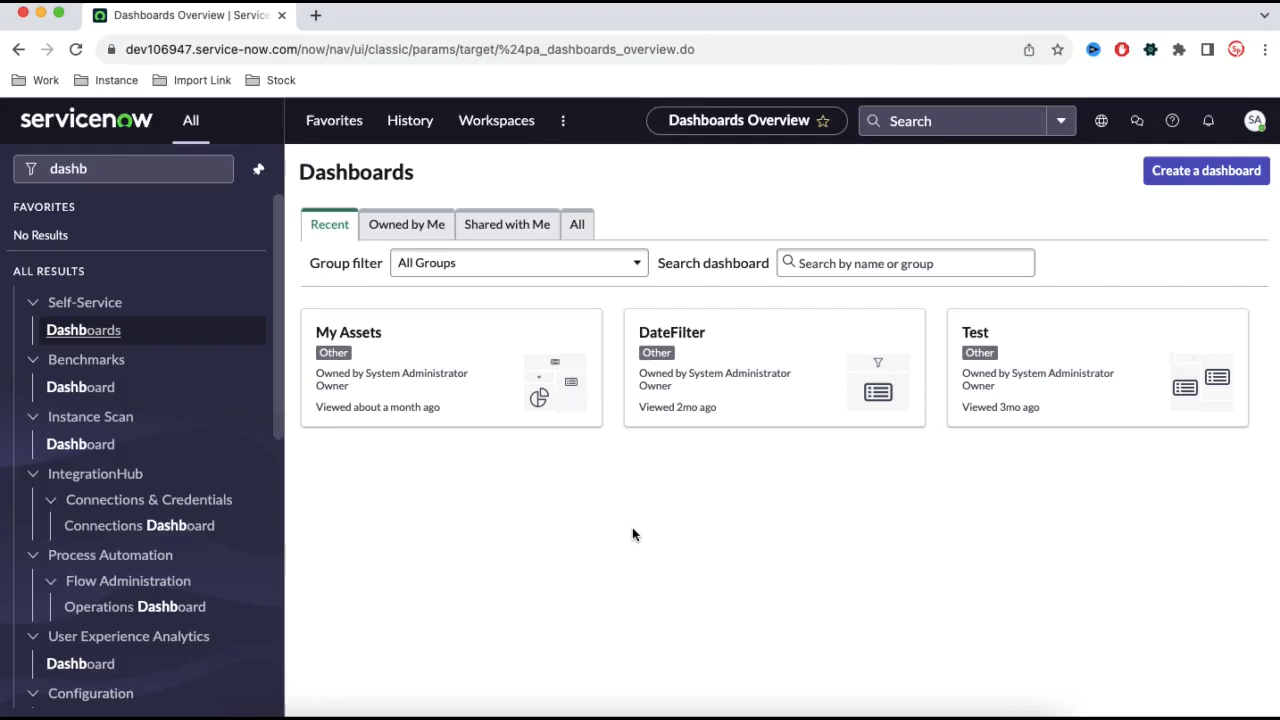 Dashboards Overview | Service
dev106947.service-now.com/now/nav/ui/classic/params/target/%24pa_dashboards_overview.do
Sp
Work
Instance
Import Link
Stock
servicenow
All
Favorites
History
Workspaces
Dashboards Overview
Search
SA
dashb
FAVORITES
No Results
ALL RESULTS
Self-Service
Dashboards
Benchmarks
Dashboard
Instance Scan
Dashboard
IntegrationHub
Connections & Credentials
Connections Dashboard
Process Automation
Flow Administration
Operations Dashboard
User Experience Analytics
Dashboard
Configuration
Dashboards
Create a dashboard
Recent
Owned by Me
Shared with Me
All
Group filter
All Groups
Search dashboard
Search by name or group
My Assets
Other
Owned by System Administrator
Owner
Viewed about a month ago
DateFilter
Other
Owned by System Administrator
Owner
Viewed 2mo ago
Test
Other
Owned by System Administrator
Owner
Viewed 3mo ago